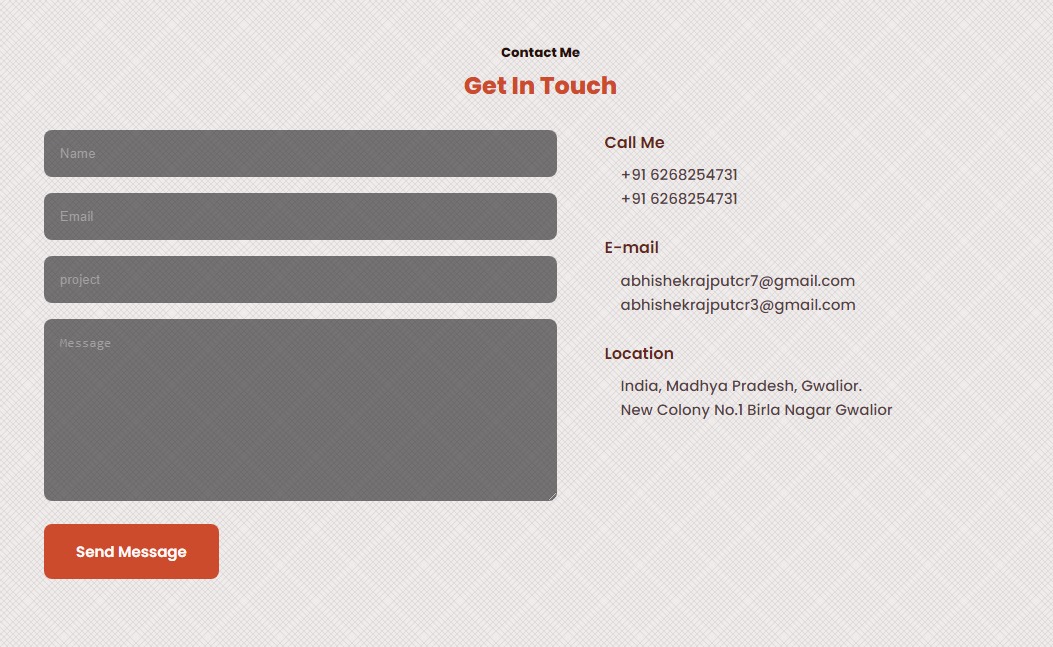 Contact Me
Get In Touch
Name
Email
project
Message
Send Message
Call Me
+91 6268254731
+91 6268254731
E-mail
abhishekrajputcr7@gmail.com
abhishekrajputcr3@gmail.com
Location
India, Madhya Pradesh, Gwalior.
New Colony No.1 Birla Nagar Gwalior